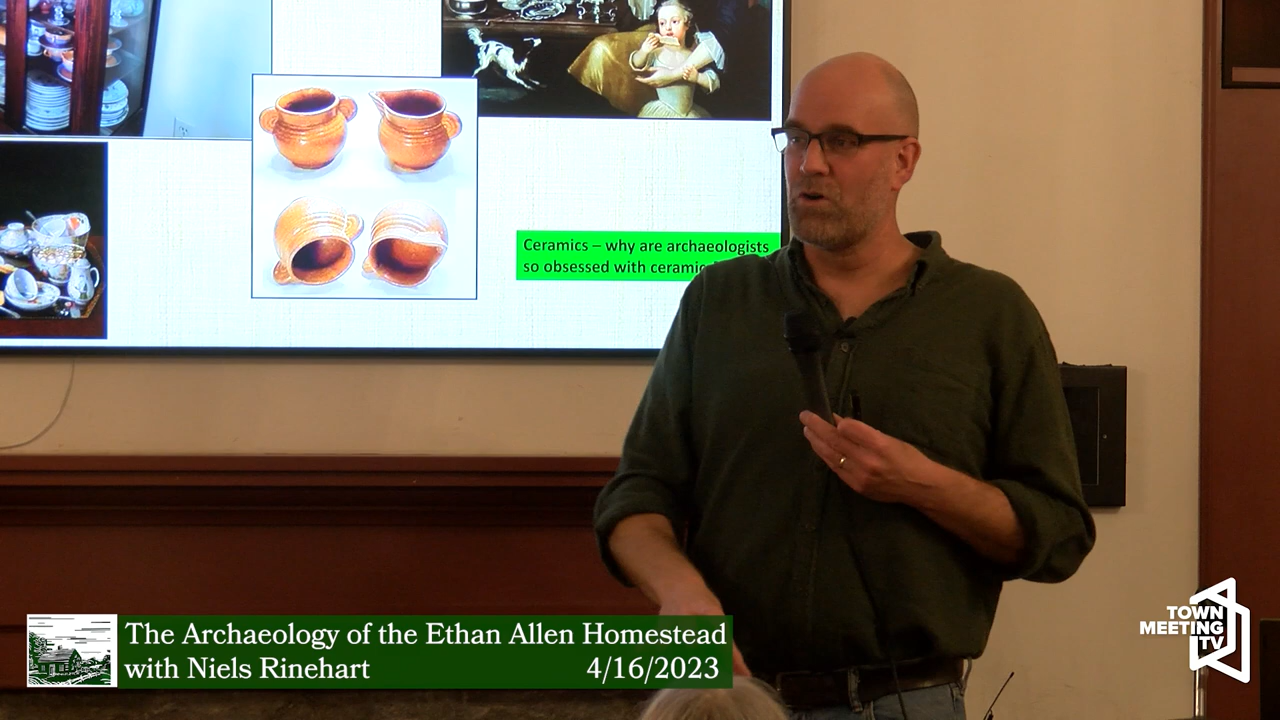 Ceramics – why are archaeologists
so obsessed with
The Archaeology of the Ethan Allen Homestead
with Niels Rinehart 4/16/2023
TOWN
MEETING
TV